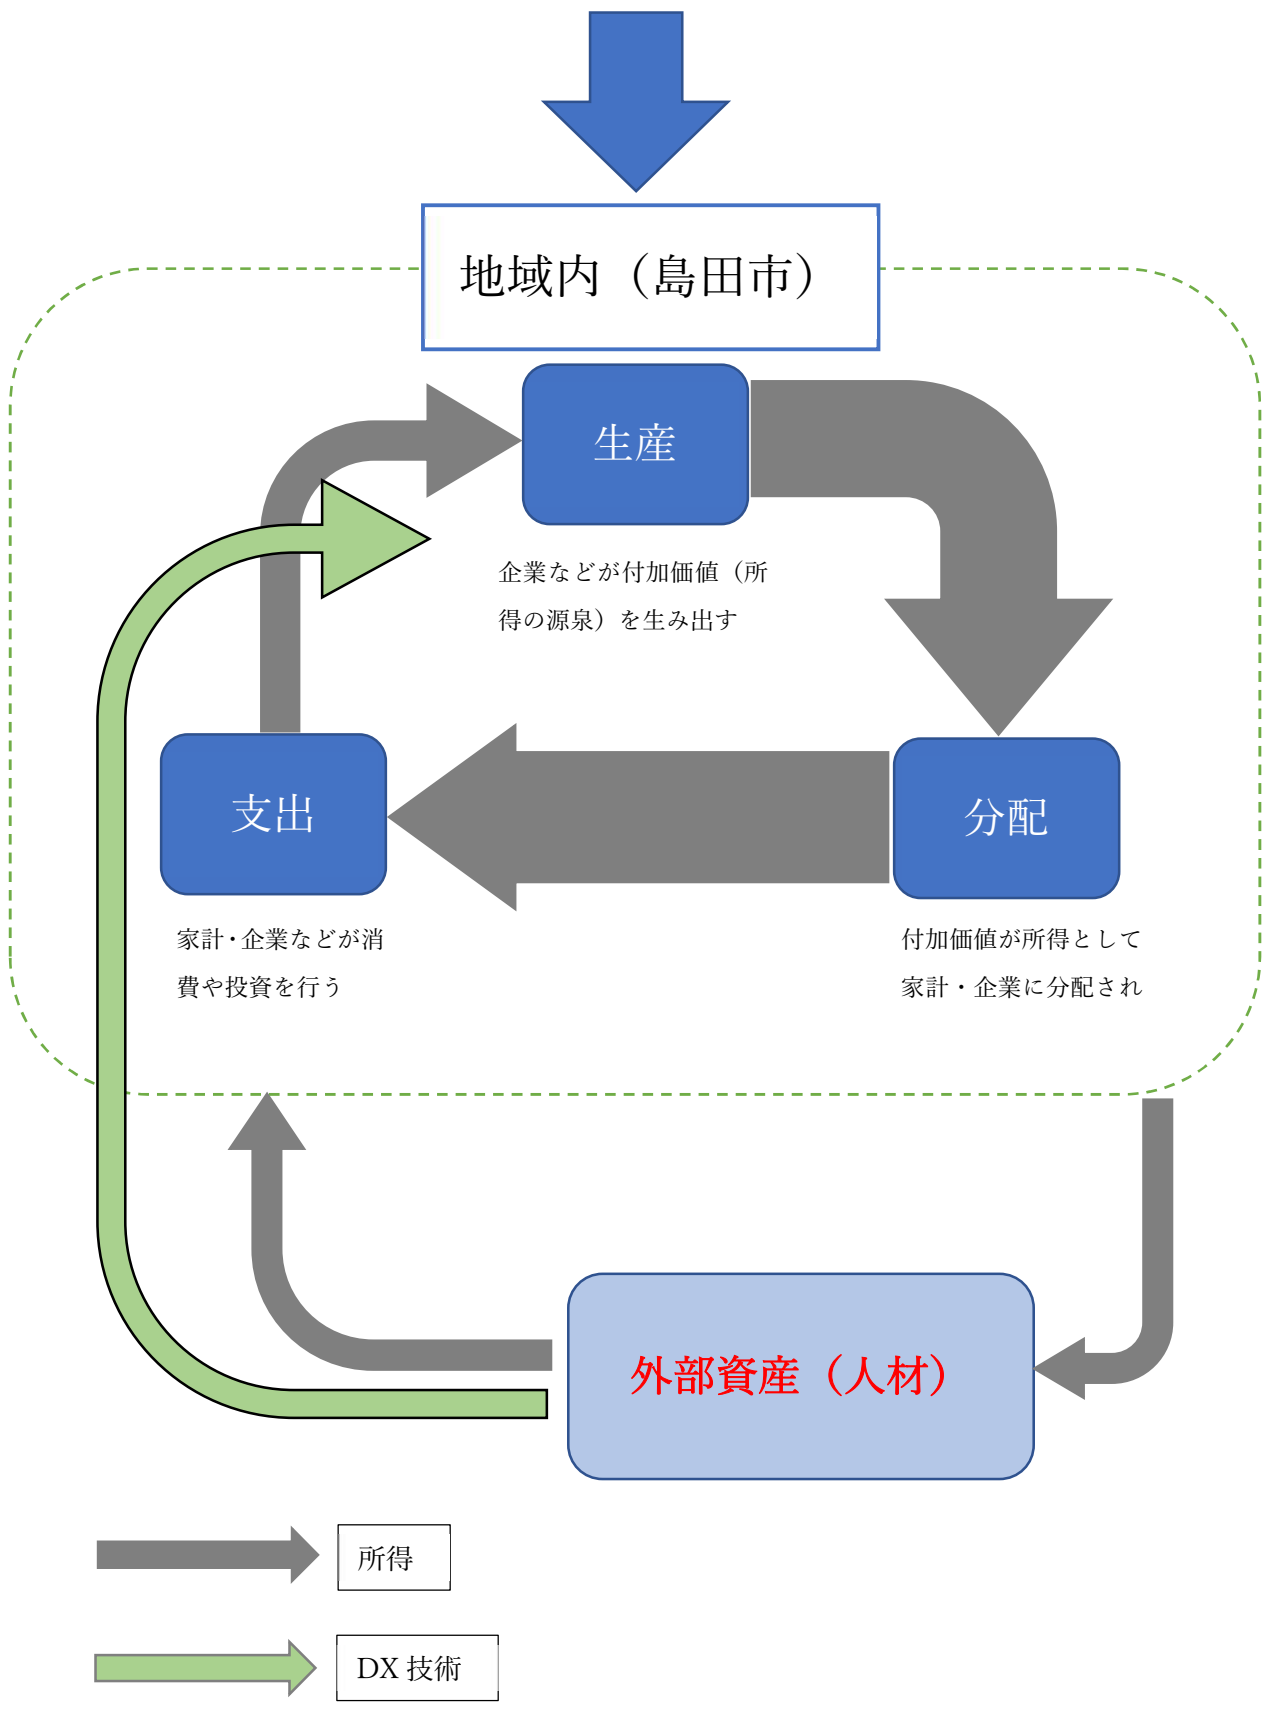 地域内（島田市）
生産
企業などが付加価値（所
得の源泉）を生み出す
支出
分配
家計・企業などが消
費や投資を行う
付加価値が所得として
家計・企業に分配され
外部資産（人材）
所得
DX 技術